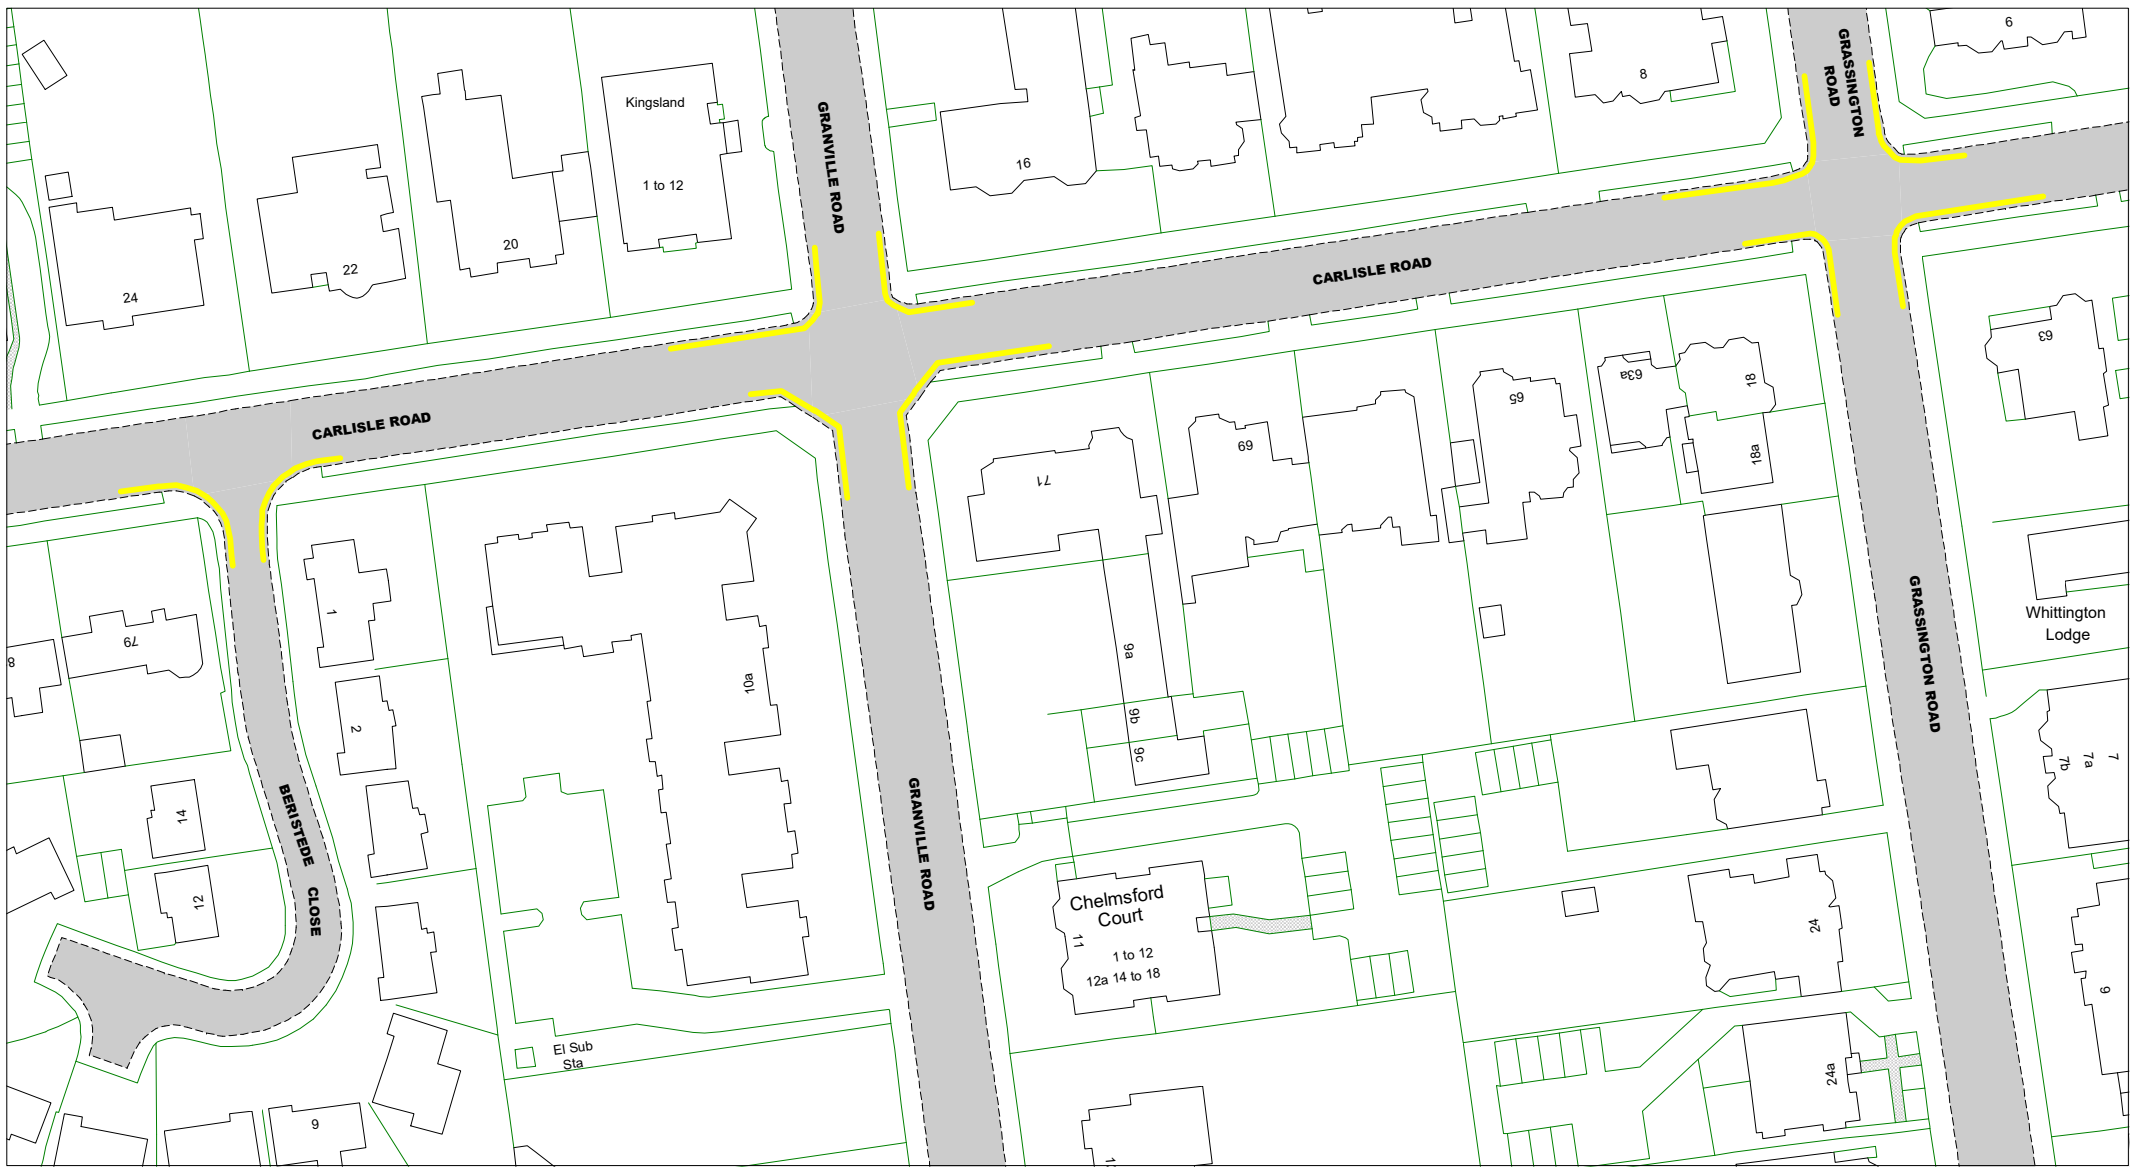 6
GRASSINGTON
ROAD
8
Kingsland
1 to 12
GRANVILLE ROAD
16
20
22
24
CARLISLE ROAD
63
63a
18
65
18a
69
71
CARLISLE ROAD
1
79
8
Whittington
Lodge
GRASSINGTON ROAD
9a
10a
9b
9c
2
7
7a
7b
14
BERISTEDE CLOSE
GRANVILLE ROAD
12
Chelmsford
Court
11
1 to 12
12a 14 to 18
24
9
El Sub
Sta
24a
9